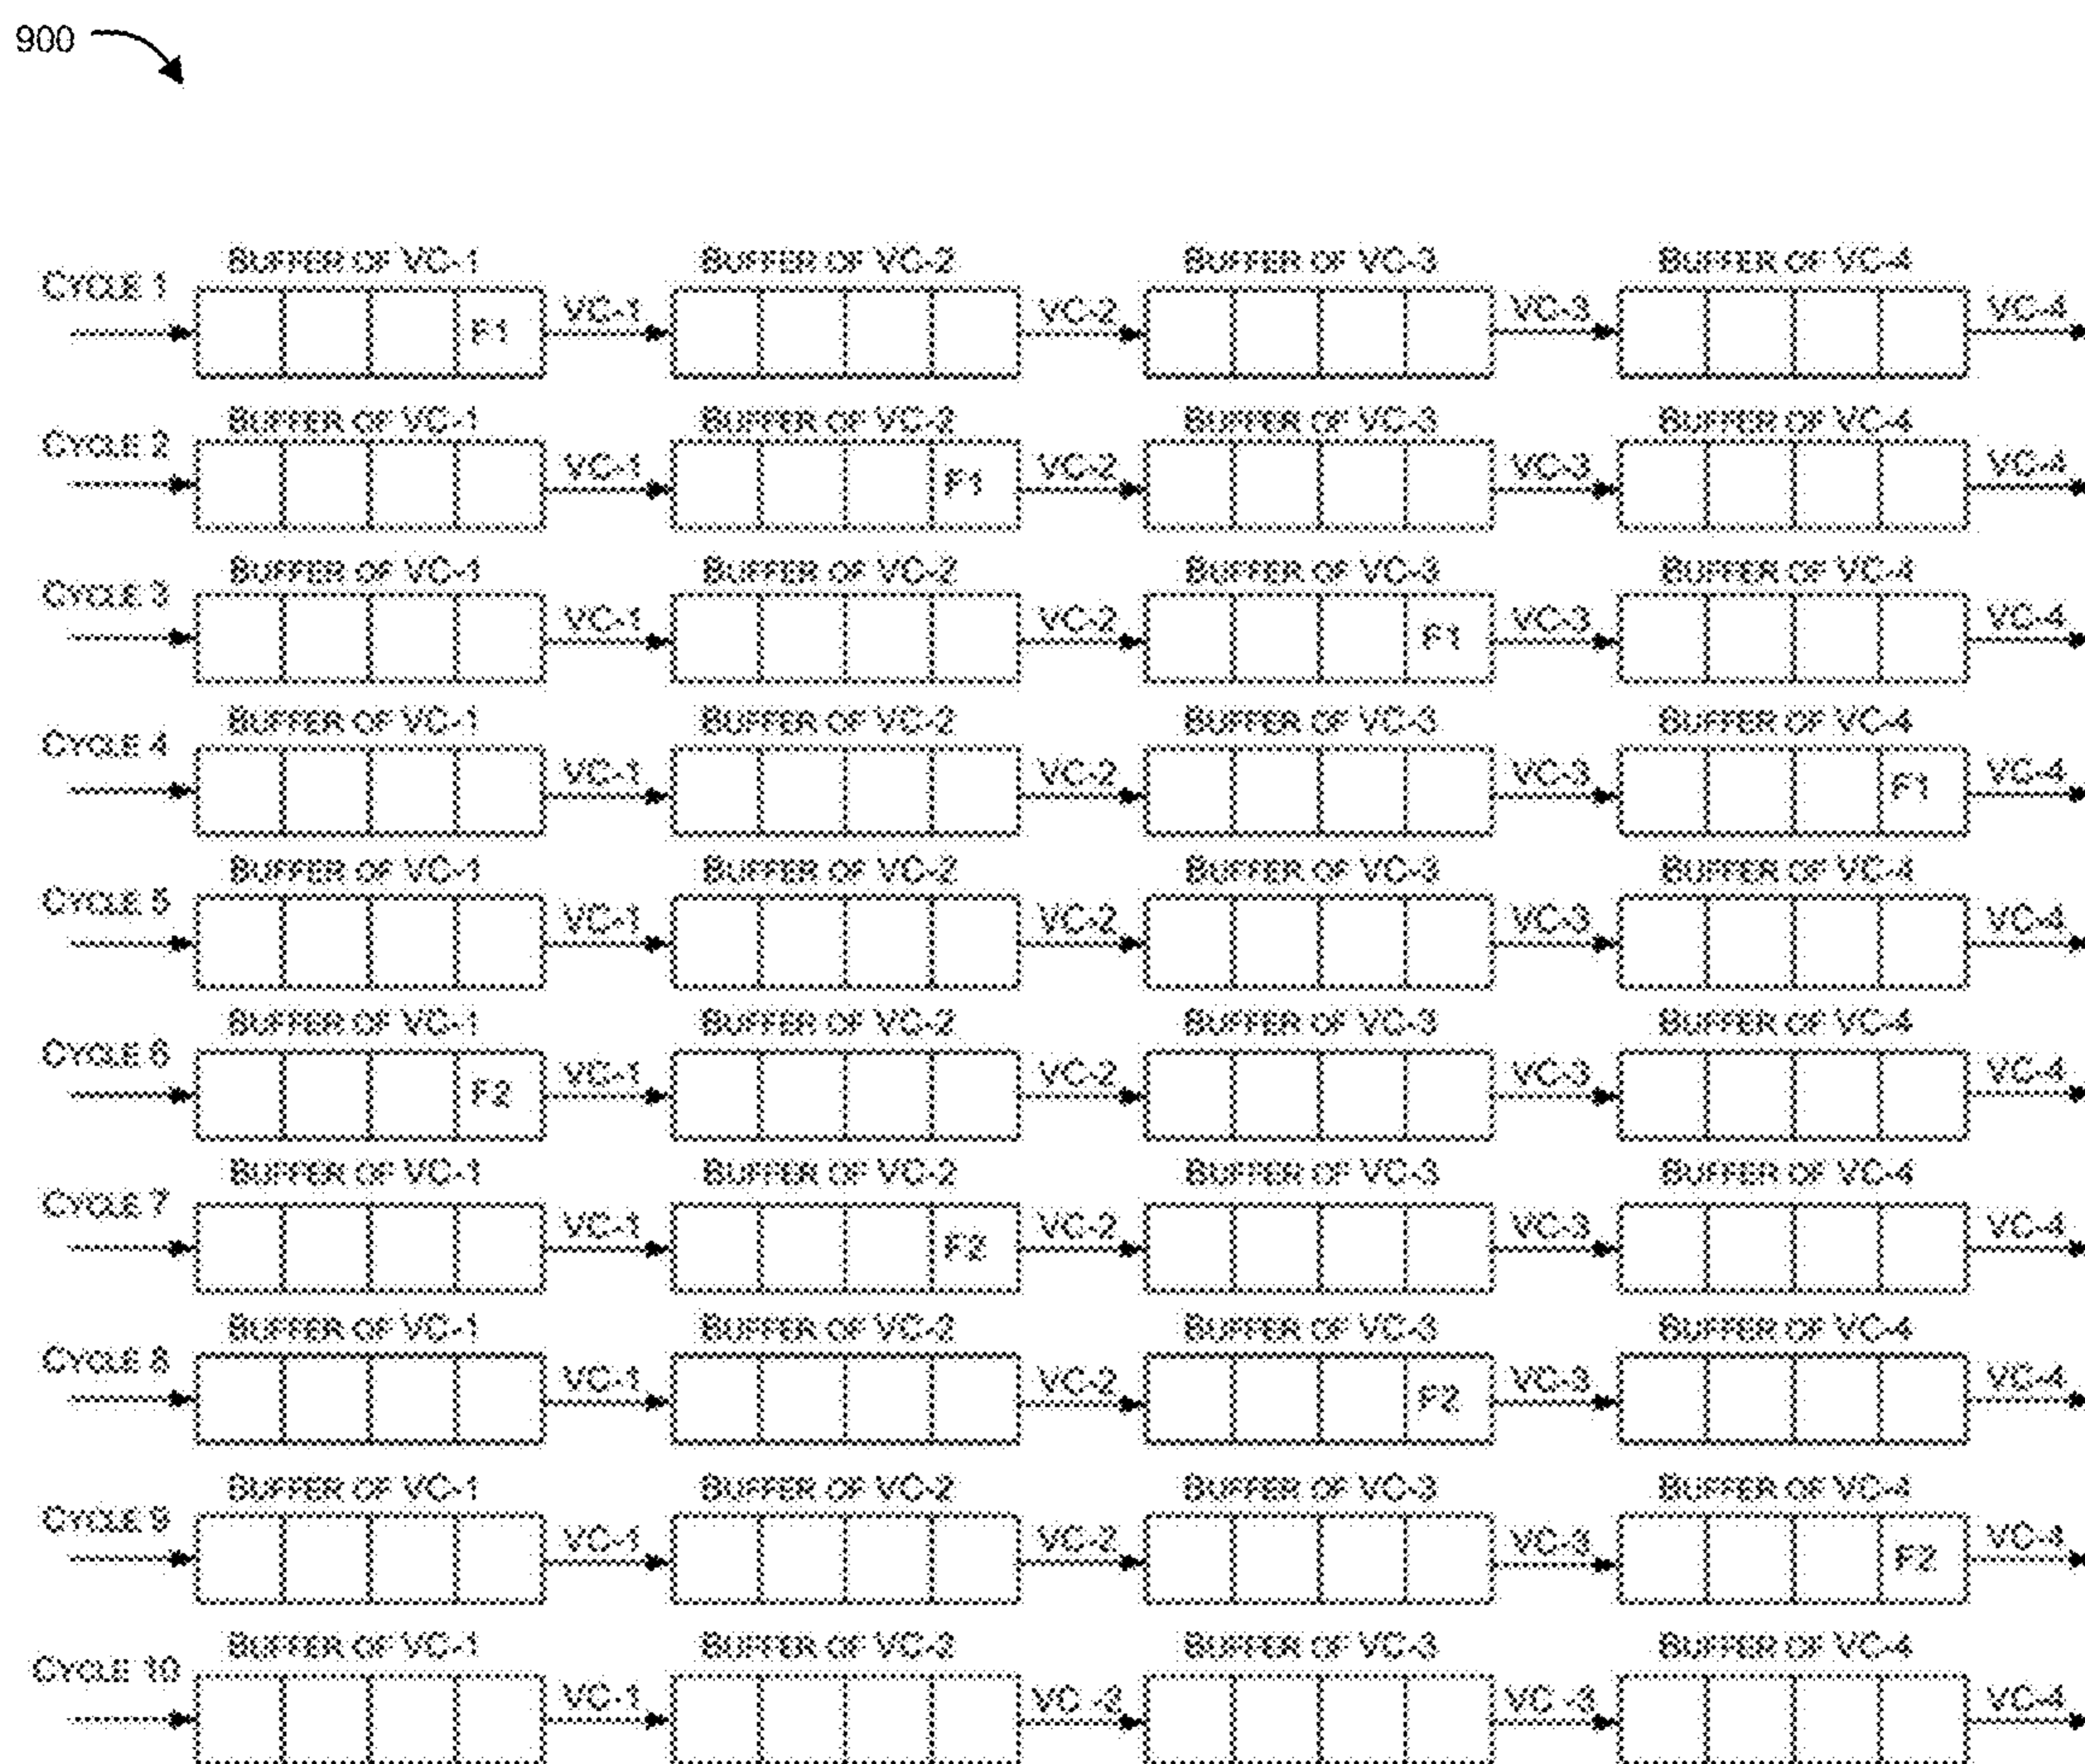 900
BUFFER OF VC-1 BUFFER OF VC-2 BUFFER OF VC-3 BUFFER OF VC-4
CYCLE 1 F1 VC-1 VC-2 VC-3 VC-4
BUFFER OF VC-1 BUFFER OF VC-2 BUFFER OF VC-3 BUFFER OF VC-4
CYCLE 2 VC-1 F1 VC-2 VC-3 VC-4
BUFFER OF VC-1 BUFFER OF VC-2 BUFFER OF VC-3 BUFFER OF VC-4
CYCLE 3 VC-1 VC-2 F1 VC-3 VC-4
BUFFER OF VC-1 BUFFER OF VC-2 BUFFER OF VC-3 BUFFER OF VC-4
CYCLE 4 VC-1 VC-2 VC-3 F1 VC-4
BUFFER OF VC-1 BUFFER OF VC-2 BUFFER OF VC-3 BUFFER OF VC-4
CYCLE 5 VC-1 VC-2 VC-3 VC-4
BUFFER OF VC-1 BUFFER OF VC-2 BUFFER OF VC-3 BUFFER OF VC-4
CYCLE 6 F2 VC-1 VC-2 VC-3 VC-4
BUFFER OF VC-1 BUFFER OF VC-2 BUFFER OF VC-3 BUFFER OF VC-4
CYCLE 7 VC-1 F2 VC-2 VC-3 VC-4
BUFFER OF VC-1 BUFFER OF VC-2 BUFFER OF VC-3 BUFFER OF VC-4
CYCLE 8 VC-1 VC-2 F2 VC-3 VC-4
BUFFER OF VC-1 BUFFER OF VC-2 BUFFER OF VC-3 BUFFER OF VC-4
CYCLE 9 VC-1 VC-2 VC-3 F2 VC-4
BUFFER OF VC-1 BUFFER OF VC-2 BUFFER OF VC-3 BUFFER OF VC-4
CYCLE 10 VC-1 VC -2 VC -3 VC-4